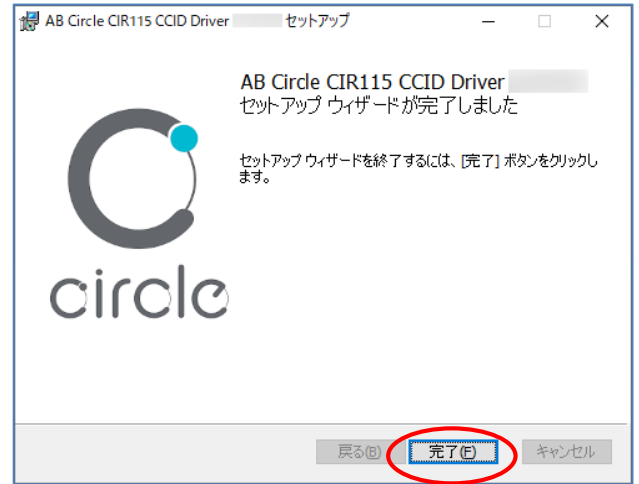 AB Circle CIR115 CCID Driver セットアップ
AB Circle CIR115 CCID Driver
セットアップ ウィザードが完了しました
セットアップ ウィザードを終了するには、[完了] ボタンをクリックし
ます。
circle
戻る(B) 完了(F) キャンセル